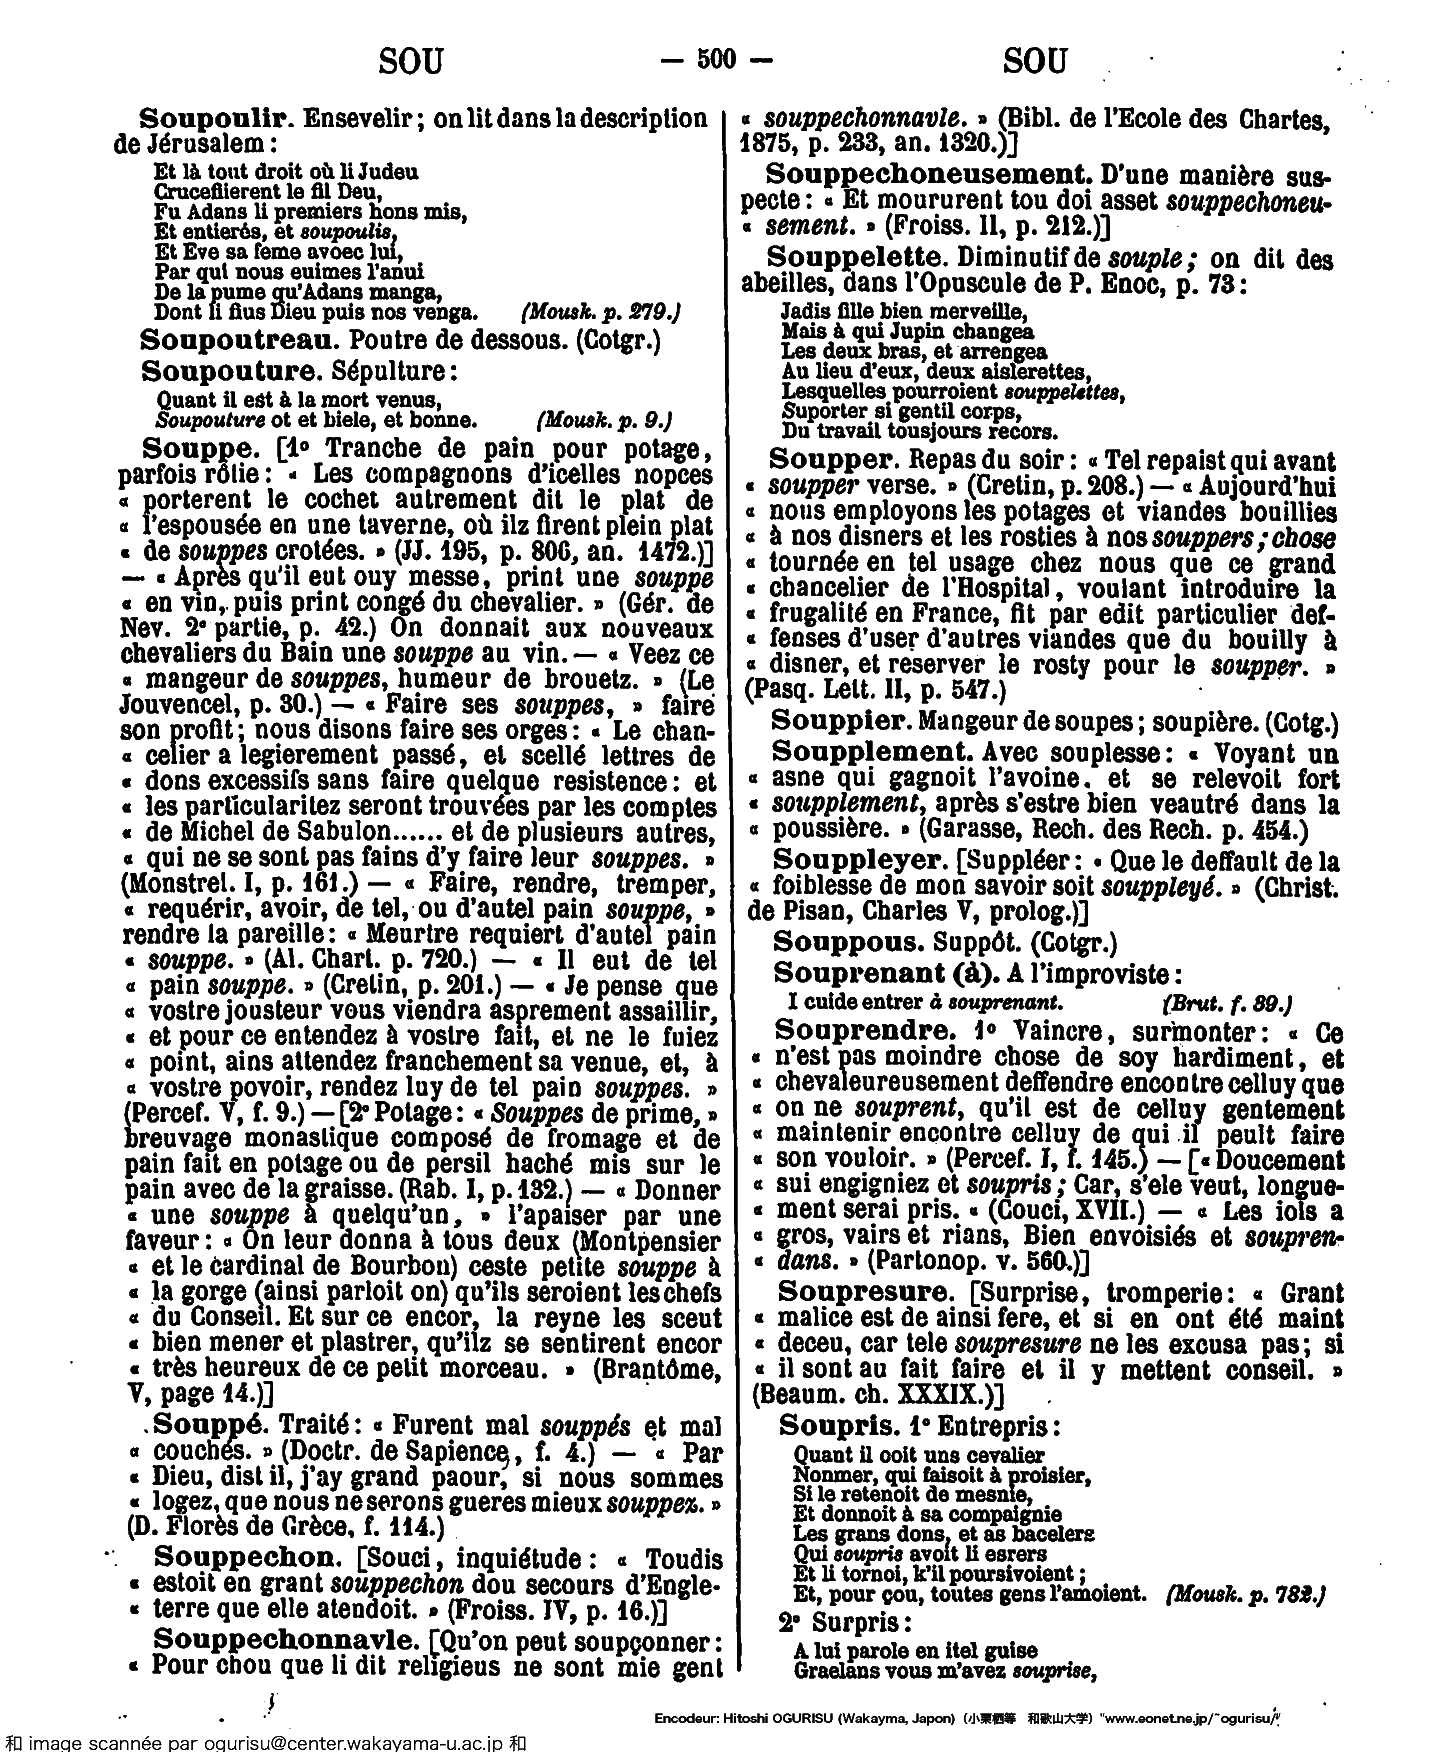 SOU — 500 — SOU
Soupoulir. Ensevelir ; on lit dans la description
de Jérusalem :
Et là tout droit où li Judeu
Crucefiierent le fil Deu,
Fu Adans li premiers hons mis,
Et entierés, et soupoulis,
Et Eve sa feme avoec lui,
Par qui nous euimes l'anui
De la pume qu'Adans manga,
Dont li fius Dieu puis nos venga. (Mousk. p. 279.)
Soupoutreau. Poutre de dessous. (Cotgr.)
Soupouture. Sépulture :
Quant il est à la mort venus,
Soupouture ot et biele, et bonne. (Mousk. p. 9.)
Souppe. [1º Tranche de pain pour potage,
parfois rôtie : « Les compagnons d'icelles nopces
« porterent le cochet autrement dit le plat de
« l'espousée en une taverne, où ilz firent plein plat
« de souppes crotées. » (JJ. 195, p. 806, an. 1472.)]
— « Après qu'il eut ouy messe, print une souppe
« en vin, puis print congé du chevalier. » (Gér. de
Nev. 2ᵉ partie, p. 42.) On donnait aux nouveaux
chevaliers du Bain une souppe au vin. — « Veez ce
« mangeur de souppes, humeur de brouetz. » (Le
Jouvencel, p. 30.) — « Faire ses souppes, » faire
son profit ; nous disons faire ses orges : « Le chan-
« celier a legierement passé, et scellé lettres de
« dons excessifs sans faire quelque resistence : et
« les particularitez seront trouvées par les comptes
« de Michel de Sabulon...... et de plusieurs autres,
« qui ne se sont pas fains d'y faire leur souppes. »
(Monstrel. I, p. 161.) — « Faire, rendre, tremper,
« requérir, avoir, de tel, ou d'autel pain souppe, »
rendre la pareille : « Meurtre requiert d'autel pain
« souppe. » (Al. Chart. p. 720.) — « Il eut de tel
« pain souppe. » (Cretin, p. 201.) — « Je pense que
« vostre jousteur vous viendra asprement assaillir,
« et pour ce entendez à vostre fait, et ne le fuiez
« point, ains attendez franchement sa venue, et, à
« vostre povoir, rendez luy de tel pain souppes. »
(Percef. V, f. 9.) — [2º Potage : « Souppes de prime, »
breuvage monastique composé de fromage et de
pain fait en potage ou de persil haché mis sur le
pain avec de la graisse. (Rab. I, p. 132.) — « Donner
« une souppe à quelqu'un, » l'apaiser par une
faveur : « On leur donna à tous deux (Montpensier
« et le cardinal de Bourbon) ceste petite souppe à
« la gorge (ainsi parloit on) qu'ils seroient les chefs
« du Conseil. Et sur ce encor, la reyne les sceut
« bien mener et plastrer, qu'ilz se sentirent encor
« très heureux de ce petit morceau. » (Brantôme,
V, page 14.)]
Souppé. Traité : « Furent mal souppés et mal
« couchés. » (Doctr. de Sapience, f. 4.) — « Par
« Dieu, dist il, j'ay grand paour, si nous sommes
« logez, que nous ne serons gueres mieux souppez. »
(D. Florès de Grèce, f. 114.)
Souppechon. [Souci, inquiétude : « Toudis
« estoit en grant souppechon dou secours d'Engle-
« terre que elle atendoit. » (Froiss. IV, p. 16.)]
Souppechonnavle. [Qu'on peut soupçonner :
« Pour chou que li dit religieus ne sont mie gent
« souppechonnavle. » (Bibl. de l'Ecole des Chartes,
1875, p. 233, an. 1320.)]
Souppechoneusement. D'une manière sus-
pecte : « Et moururent tou doi asset souppechoneu-
« sement. » (Froiss. II, p. 212.)]
Souppelette. Diminutif de souple ; on dit des
abeilles, dans l'Opuscule de P. Enoc, p. 73 :
Jadis fille bien merveille,
Mais à qui Jupin changea
Les deux bras, et arrengea
Au lieu d'eux, deux aislerettes,
Lesquelles pourroient souppelettes,
Suporter si gentil corps,
Du travail tousjours recors.
Soupper. Repas du soir : « Tel repaist qui avant
« soupper verse. » (Cretin, p. 208.) — « Aujourd'hui
« nous employons les potages et viandes bouillies
« à nos disners et les rosties à nos souppers ; chose
« tournée en tel usage chez nous que ce grand
« chancelier de l'Hospital, voulant introduire la
« frugalité en France, fit par edit particulier def-
« fenses d'user d'autres viandes que du bouilly à
« disner, et reserver le rosty pour le soupper. »
(Pasq. Lett. II, p. 547.)
Souppier. Mangeur de soupes ; soupière. (Cotg.)
Soupplement. Avec souplesse : « Voyant un
« asne qui gagnoit l'avoine, et se relevoit fort
« soupplement, après s'estre bien veautré dans la
« poussière. » (Garasse, Rech. des Rech. p. 454.)
Souppleyer. [Suppléer : « Que le deffault de la
« foiblesse de mon savoir soit souppleyé. » (Christ.
de Pisan, Charles V, prolog.)]
Souppous. Suppôt. (Cotgr.)
Souprenant (à). A l'improviste :
I cuide entrer à souprenant. (Brut. f. 89.)
Souprendre. 1º Vaincre, surmonter : « Ce
« n'est pas moindre chose de soy hardiment, et
« chevaleureusement deffendre encontre celluy que
« on ne souprent, qu'il est de celluy gentement
« maintenir encontre celluy de qui il peult faire
« son vouloir. » (Percef. I, f. 145.) — [« Doucement
« sui engigniez et soupris ; Car, s'ele veut, longue-
« ment serai pris. « (Couci, XVII.) — « Les iols a
« gros, vairs et rians, Bien envoisiés et soupren-
« dans. » (Partonop. v. 560.)]
Soupresure. [Surprise, tromperie : « Grant
« malice est de ainsi fere, et si en ont été maint
« deceu, car tele soupresure ne les excusa pas ; si
« il sont au fait faire et il y mettent conseil. »
(Beaum. ch. XXXIX.)]
Soupris. 1º Entrepris :
Quant il ooit uns cevalier
Nonmer, qui faisoit à proisier,
Si le retenoit de mesnie,
Et donnoit à sa compaignie
Les grans dons, et as bacelers
Qui soupris avoit li esrers
Et li tornoi, k'il poursivoient ;
Et, pour çou, toutes gens l'amoient. (Mousk. p. 782.)
2º Surpris :
A lui parole en itel guise
Graelans vous m'avez souprise,
Encodeur: Hitoshi OGURISU (Wakayma, Japon) (小栗栖等 和歌山大学) "www.eonet.ne.jp/~ogurisu/"
和 image scannée par ogurisu@center.wakayama-u.ac.jp 和